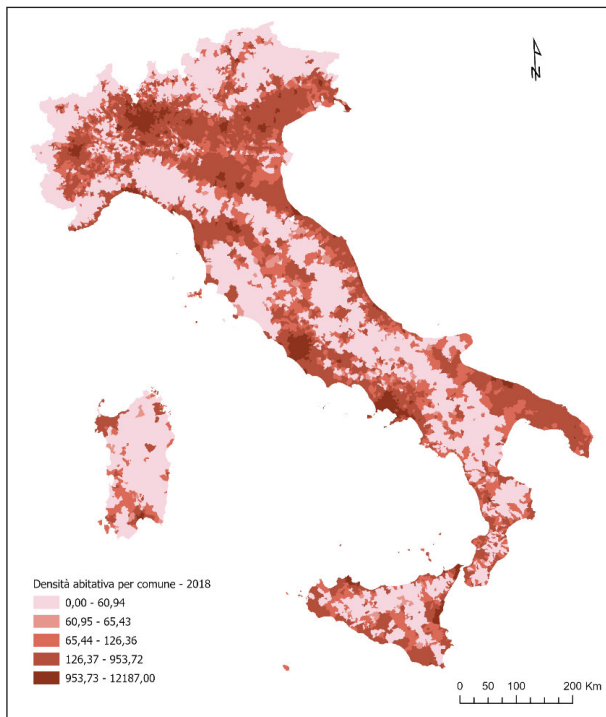 N
Densità abitativa per comune - 2018
0,00 - 60,94
60,95 - 65,43
65,44 - 126,36
126,37 - 953,72
953,73 - 12187,00
0 50 100 200 Km